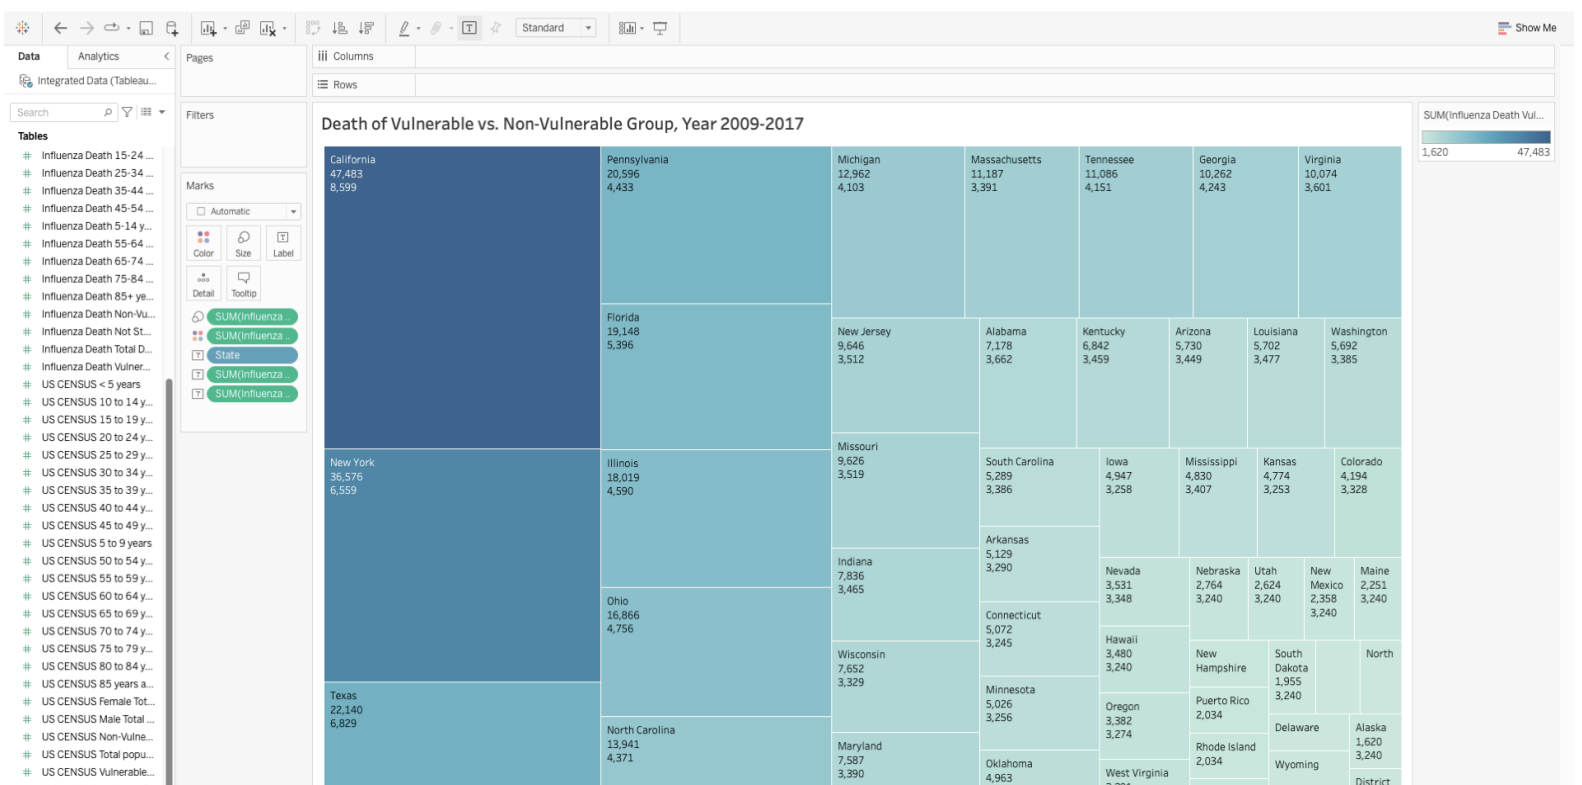 Standard
Show Me
Data
Analytics
Pages
Columns
Integrated Data (Tableau...
Rows
Search
Filters
Tables
Influenza Death 15-24 ...
Influenza Death 25-34 ...
Influenza Death 35-44 ...
Influenza Death 45-54 ...
Influenza Death 5-14 y...
Influenza Death 55-64 ...
Influenza Death 65-74 ...
Influenza Death 75-84 ...
Influenza Death 85+ ye...
Influenza Death Non-Vu...
Influenza Death Not St...
Influenza Death Total D...
Influenza Death Vulner...
US CENSUS < 5 years
US CENSUS 10 to 14 y...
US CENSUS 15 to 19 y...
US CENSUS 20 to 24 y...
US CENSUS 25 to 29 y...
US CENSUS 30 to 34 y...
US CENSUS 35 to 39 y...
US CENSUS 40 to 44 y...
US CENSUS 45 to 49 y...
US CENSUS 5 to 9 years
US CENSUS 50 to 54 y...
US CENSUS 55 to 59 y...
US CENSUS 60 to 64 y...
US CENSUS 65 to 69 y...
US CENSUS 70 to 74 y...
US CENSUS 75 to 79 y...
US CENSUS 80 to 84 y...
US CENSUS 85 years a...
US CENSUS Female Tot...
US CENSUS Male Total ...
US CENSUS Non-Vulne...
US CENSUS Total popu...
US CENSUS Vulnerable...
Marks
Automatic
Color
Size
Label
Detail
Tooltip
SUM(Influenza ..
SUM(Influenza ..
State
SUM(Influenza ..
SUM(Influenza ..
Death of Vulnerable vs. Non-Vulnerable Group, Year 2009-2017
California
47,483
8,599
New York
36,576
6,559
Texas
22,140
6,829
Pennsylvania
20,596
4,433
Florida
19,148
5,396
Illinois
18,019
4,590
Ohio
16,866
4,756
North Carolina
13,941
4,371
Michigan
12,962
4,103
Massachusetts
11,187
3,391
Tennessee
11,086
4,151
Georgia
10,262
4,243
Virginia
10,074
3,601
New Jersey
9,646
3,512
Missouri
9,626
3,519
Indiana
7,836
3,465
Wisconsin
7,652
3,329
Maryland
7,587
3,390
Alabama
7,178
3,662
Kentucky
6,842
3,459
Arizona
5,730
3,449
Louisiana
5,702
3,477
Washington
5,692
3,385
South Carolina
5,289
3,386
Arkansas
5,129
3,290
Connecticut
5,072
3,245
Minnesota
5,026
3,256
Oklahoma
4,963
Iowa
4,947
3,258
Mississippi
4,830
3,407
Kansas
4,774
3,253
Colorado
4,194
3,328
Nevada
3,531
3,348
Hawaii
3,480
3,240
Oregon
3,382
3,274
West Virginia
Nebraska
2,764
3,240
Utah
2,624
3,240
New
Mexico
2,358
3,240
Maine
2,251
3,240
New
Hampshire
Puerto Rico
2,034
Rhode Island
2,034
South
Dakota
1,955
3,240
North
Delaware
Wyoming
Alaska
1,620
3,240
District
SUM(Influenza Death Vul...
1,620
47,483